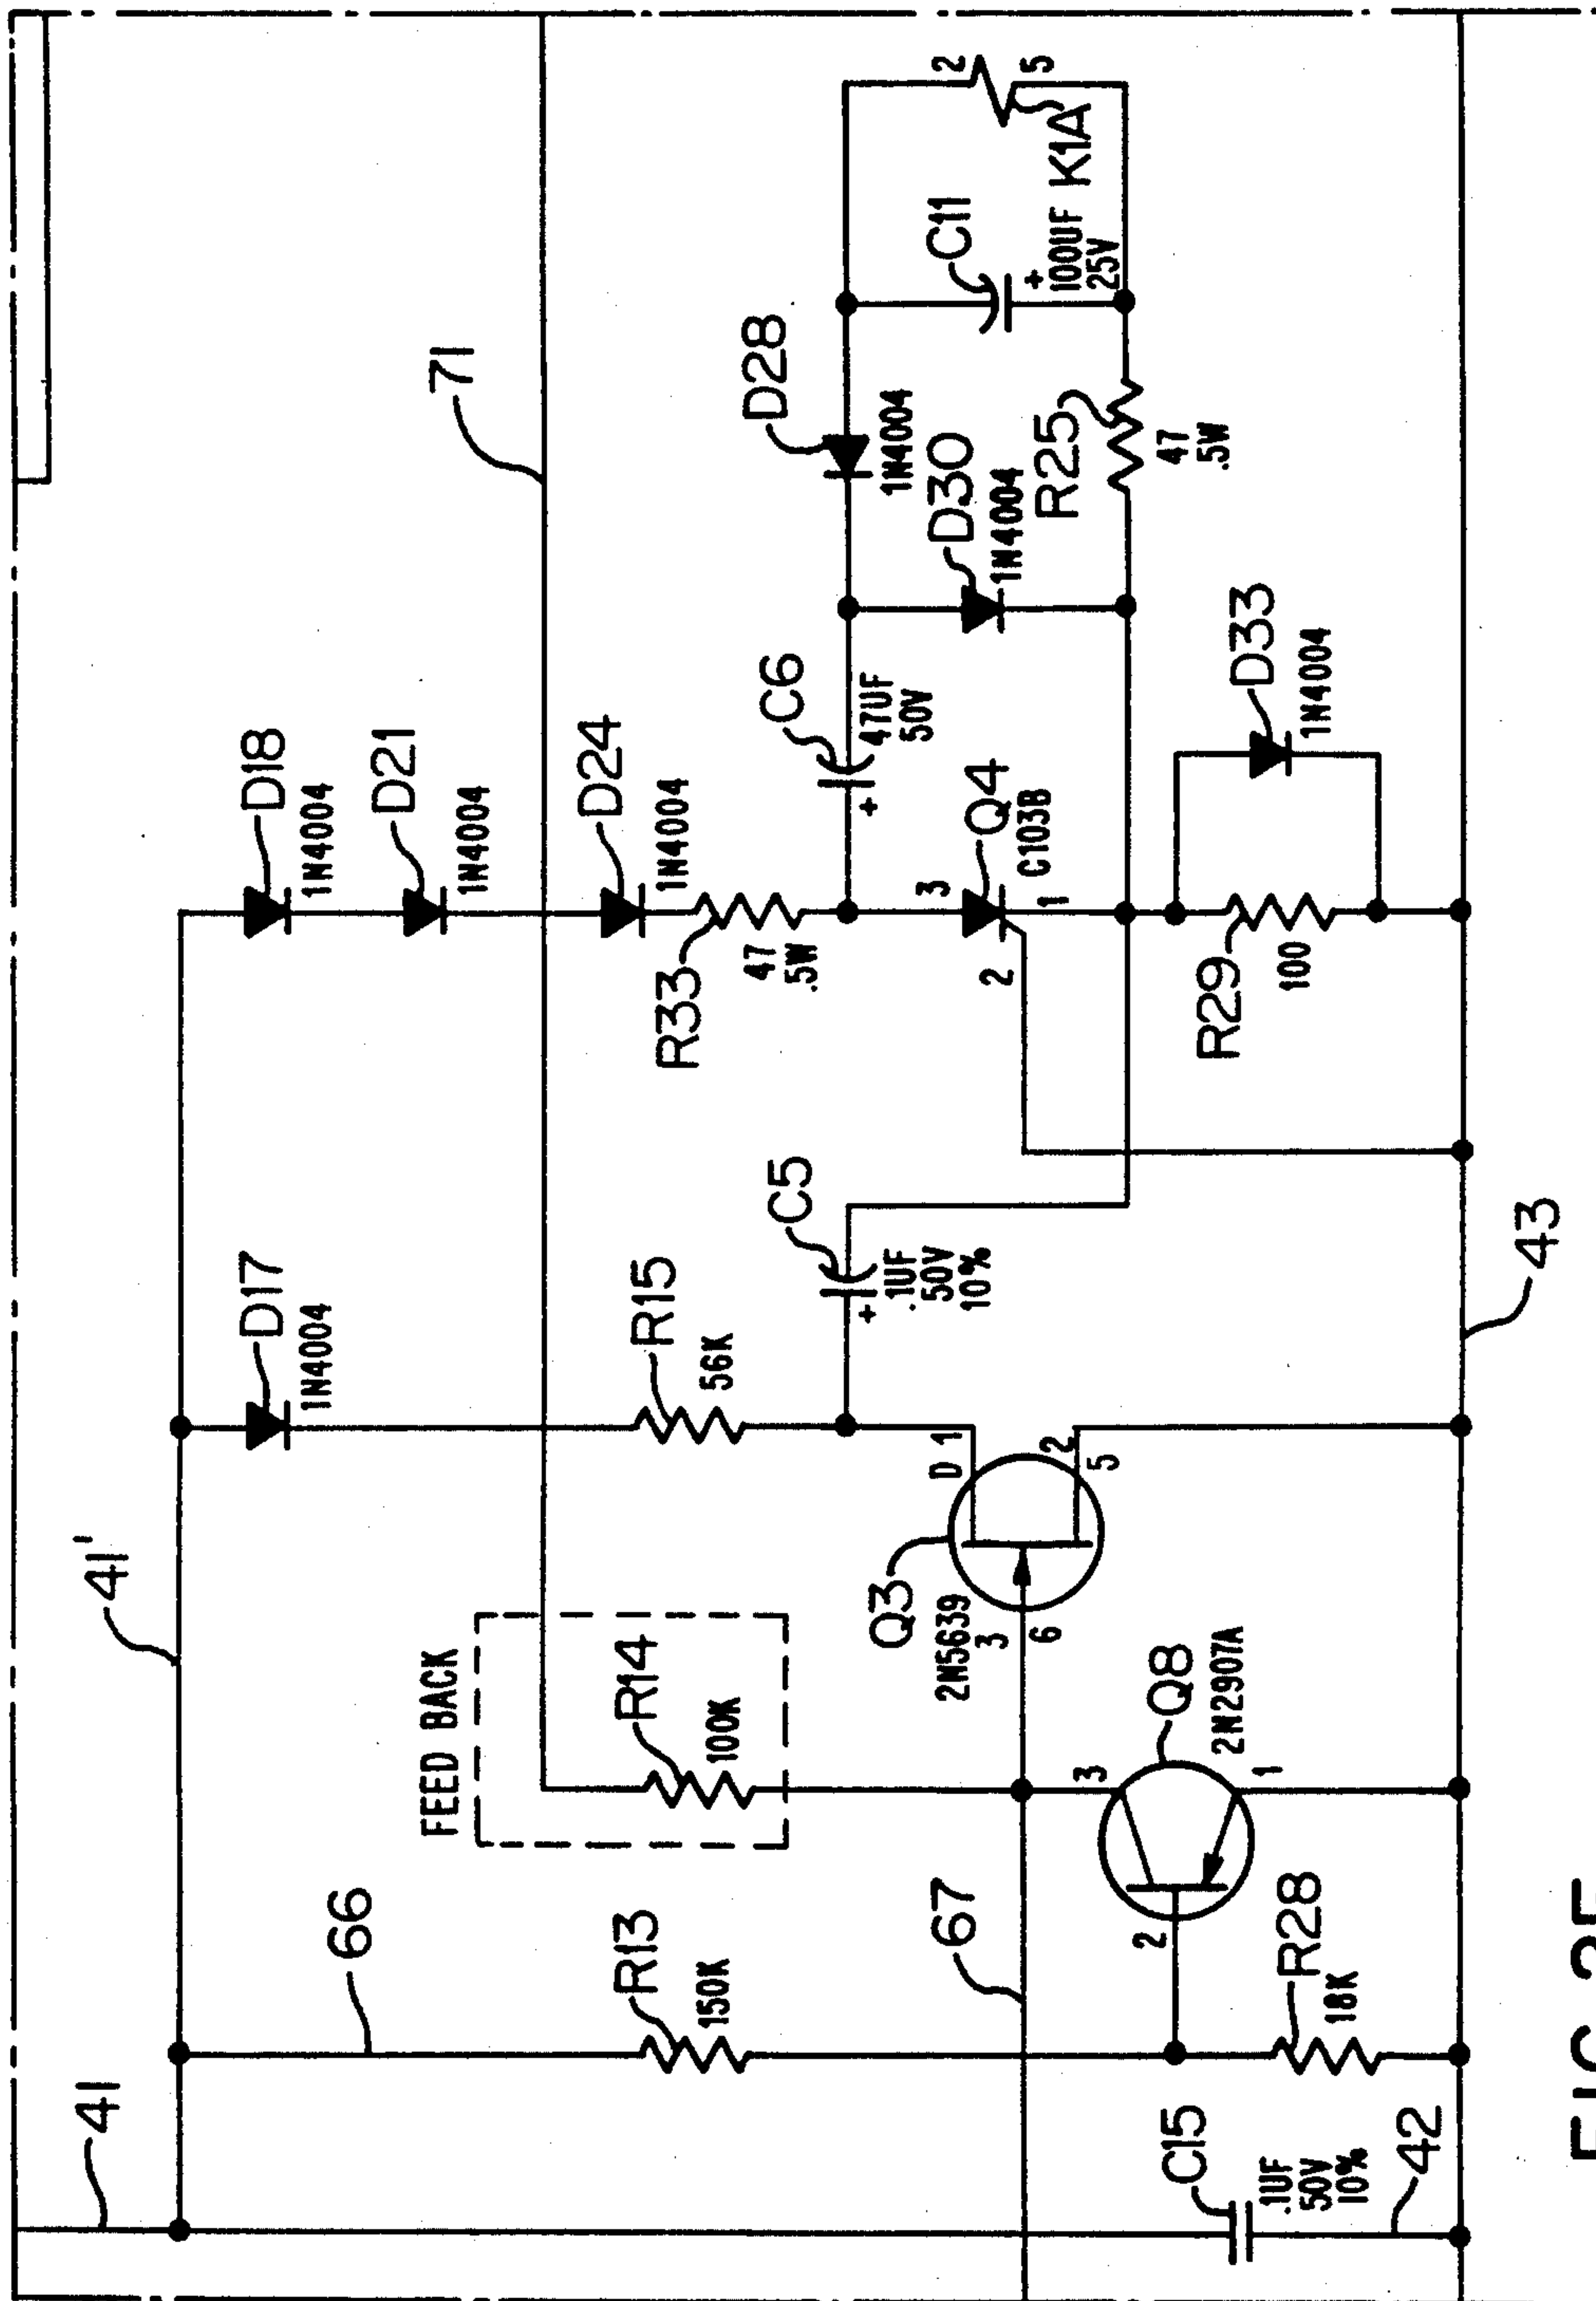 41
41'
66
FEED BACK
71
D17
1N4004
D18
1N4004
D21
1N4004
R13
150K
R14
100K
R15
56K
D24
1N4004
R33
47
.5W
C5
+
.1UF
50V
10%
C6
+
47UF
50V
D28
1N4004
67
Q3
2N5639
3
6
D 1
2
5
3
Q4
C103B
2
1
D30
1N4004
C11
+
100UF
25V
2
5
K1A
R25
47
.5W
C15
.1UF
50V
10%
42
2
3
Q8
2N2907A
1
R28
18K
R29
100
D33
1N4004
43